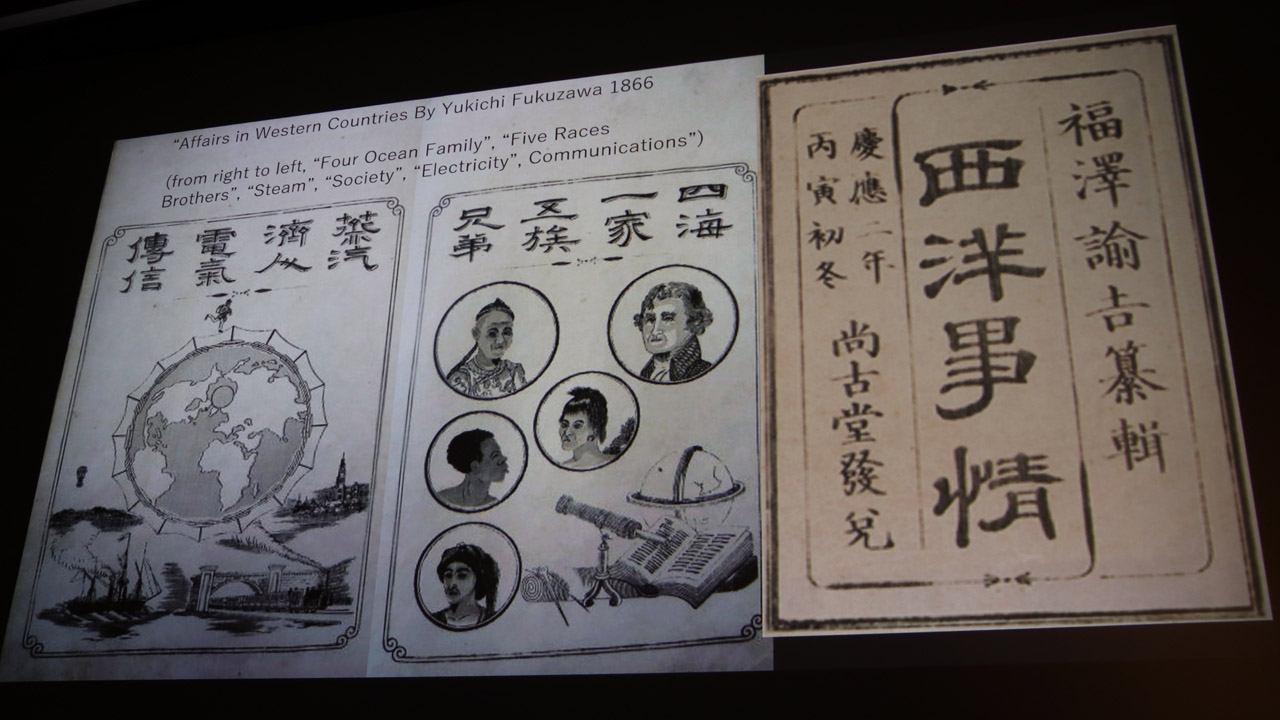 “Affairs in Western Countries By Yukichi Fukuzawa 1866
(from right to left, “Four Ocean Family”, “Five Races
Brothers”, “Steam”, “Society”, “Electricity”, Communications”)
福澤諭吉纂輯
西洋事情
慶應二年
丙寅初冬
尚古堂發兌
四海
一家
五族
兄弟
蒸汽
濟人
電氣
傳信